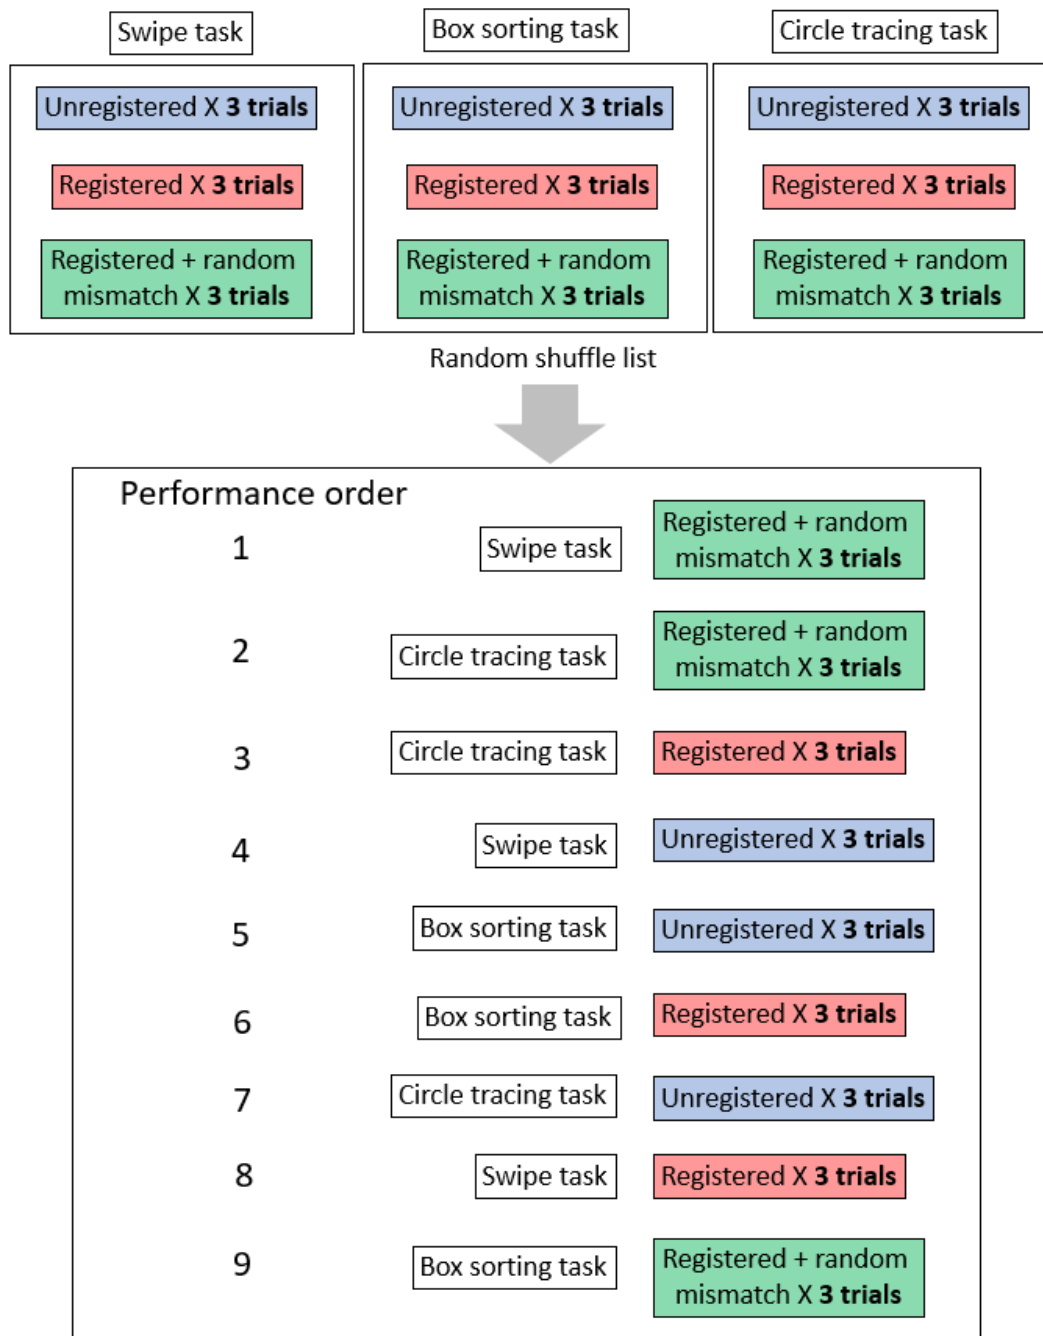 Swipe task
Box sorting task
Circle tracing task
Unregistered X 3 trials
Registered X 3 trials
Registered + random
mismatch X 3 trials
Unregistered X 3 trials
Registered X 3 trials
Registered + random
mismatch X 3 trials
Unregistered X 3 trials
Registered X 3 trials
Registered + random
mismatch X 3 trials
Random shuffle list
Performance order
1
Swipe task
Registered + random
mismatch X 3 trials
2
Circle tracing task
Registered + random
mismatch X 3 trials
3
Circle tracing task
Registered X 3 trials
4
Swipe task
Unregistered X 3 trials
5
Box sorting task
Unregistered X 3 trials
6
Box sorting task
Registered X 3 trials
7
Circle tracing task
Unregistered X 3 trials
8
Swipe task
Registered X 3 trials
9
Box sorting task
Registered + random
mismatch X 3 trials